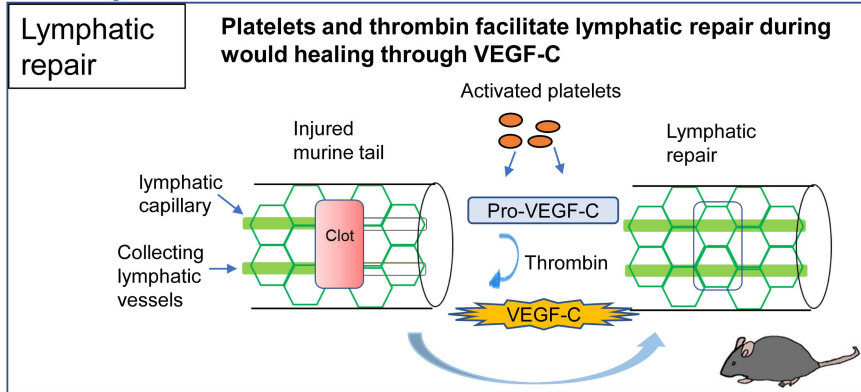 Lymphatic
repair
Platelets and thrombin facilitate lymphatic repair during
would healing through VEGF-C
Activated platelets
Injured
murine tail
Lymphatic
repair
lymphatic
capillary
Collecting
lymphatic
vessels
Clot
Pro-VEGF-C
Thrombin
VEGF-C